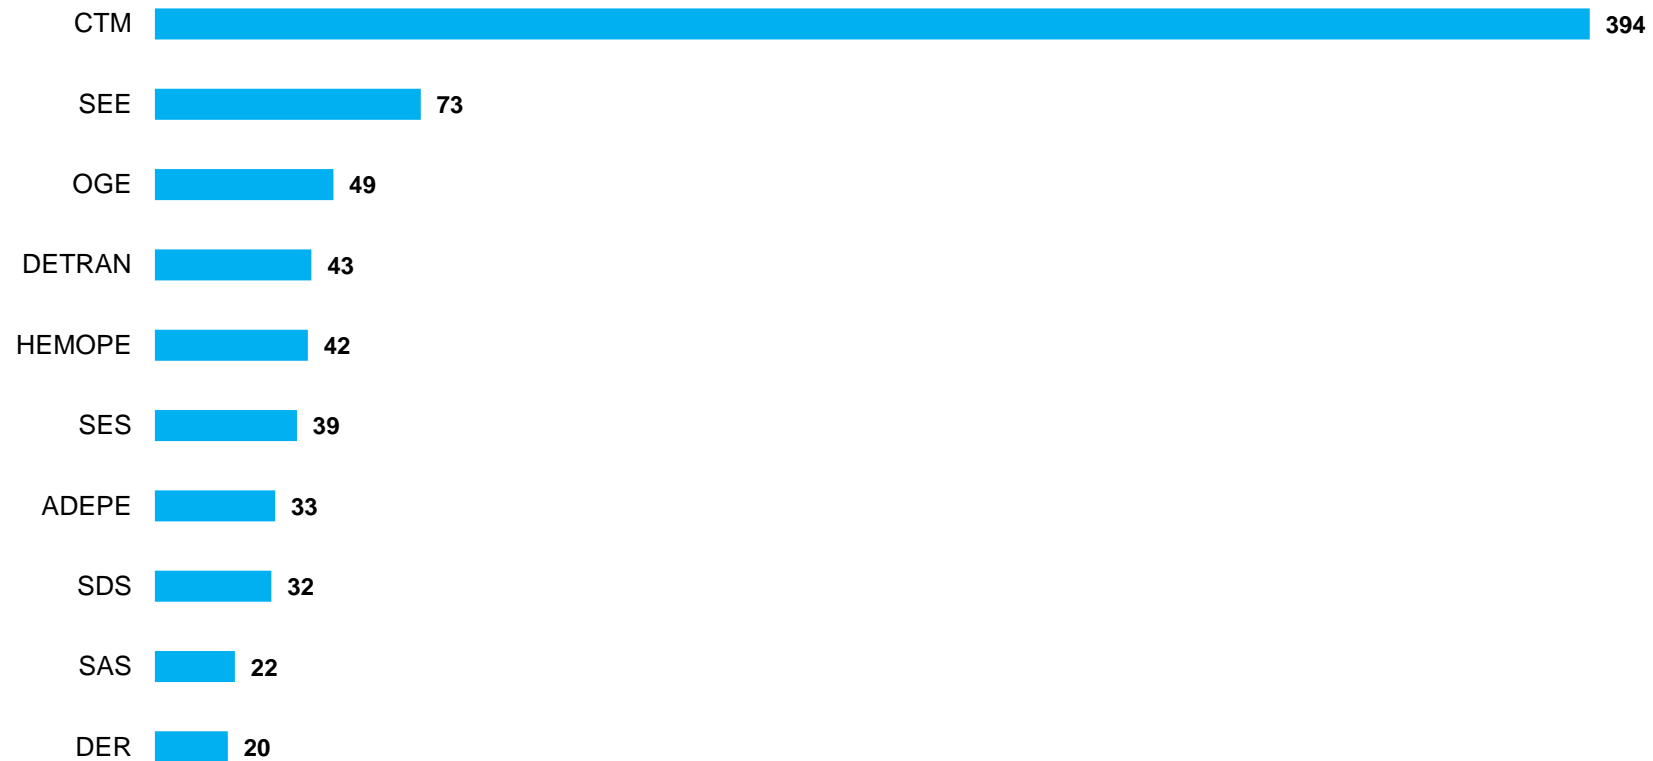 CTM 394
SEE 73
OGE 49
DETRAN 43
HEMOPE 42
SES 39
ADEPE 33
SDS 32
SAS 22
DER 20